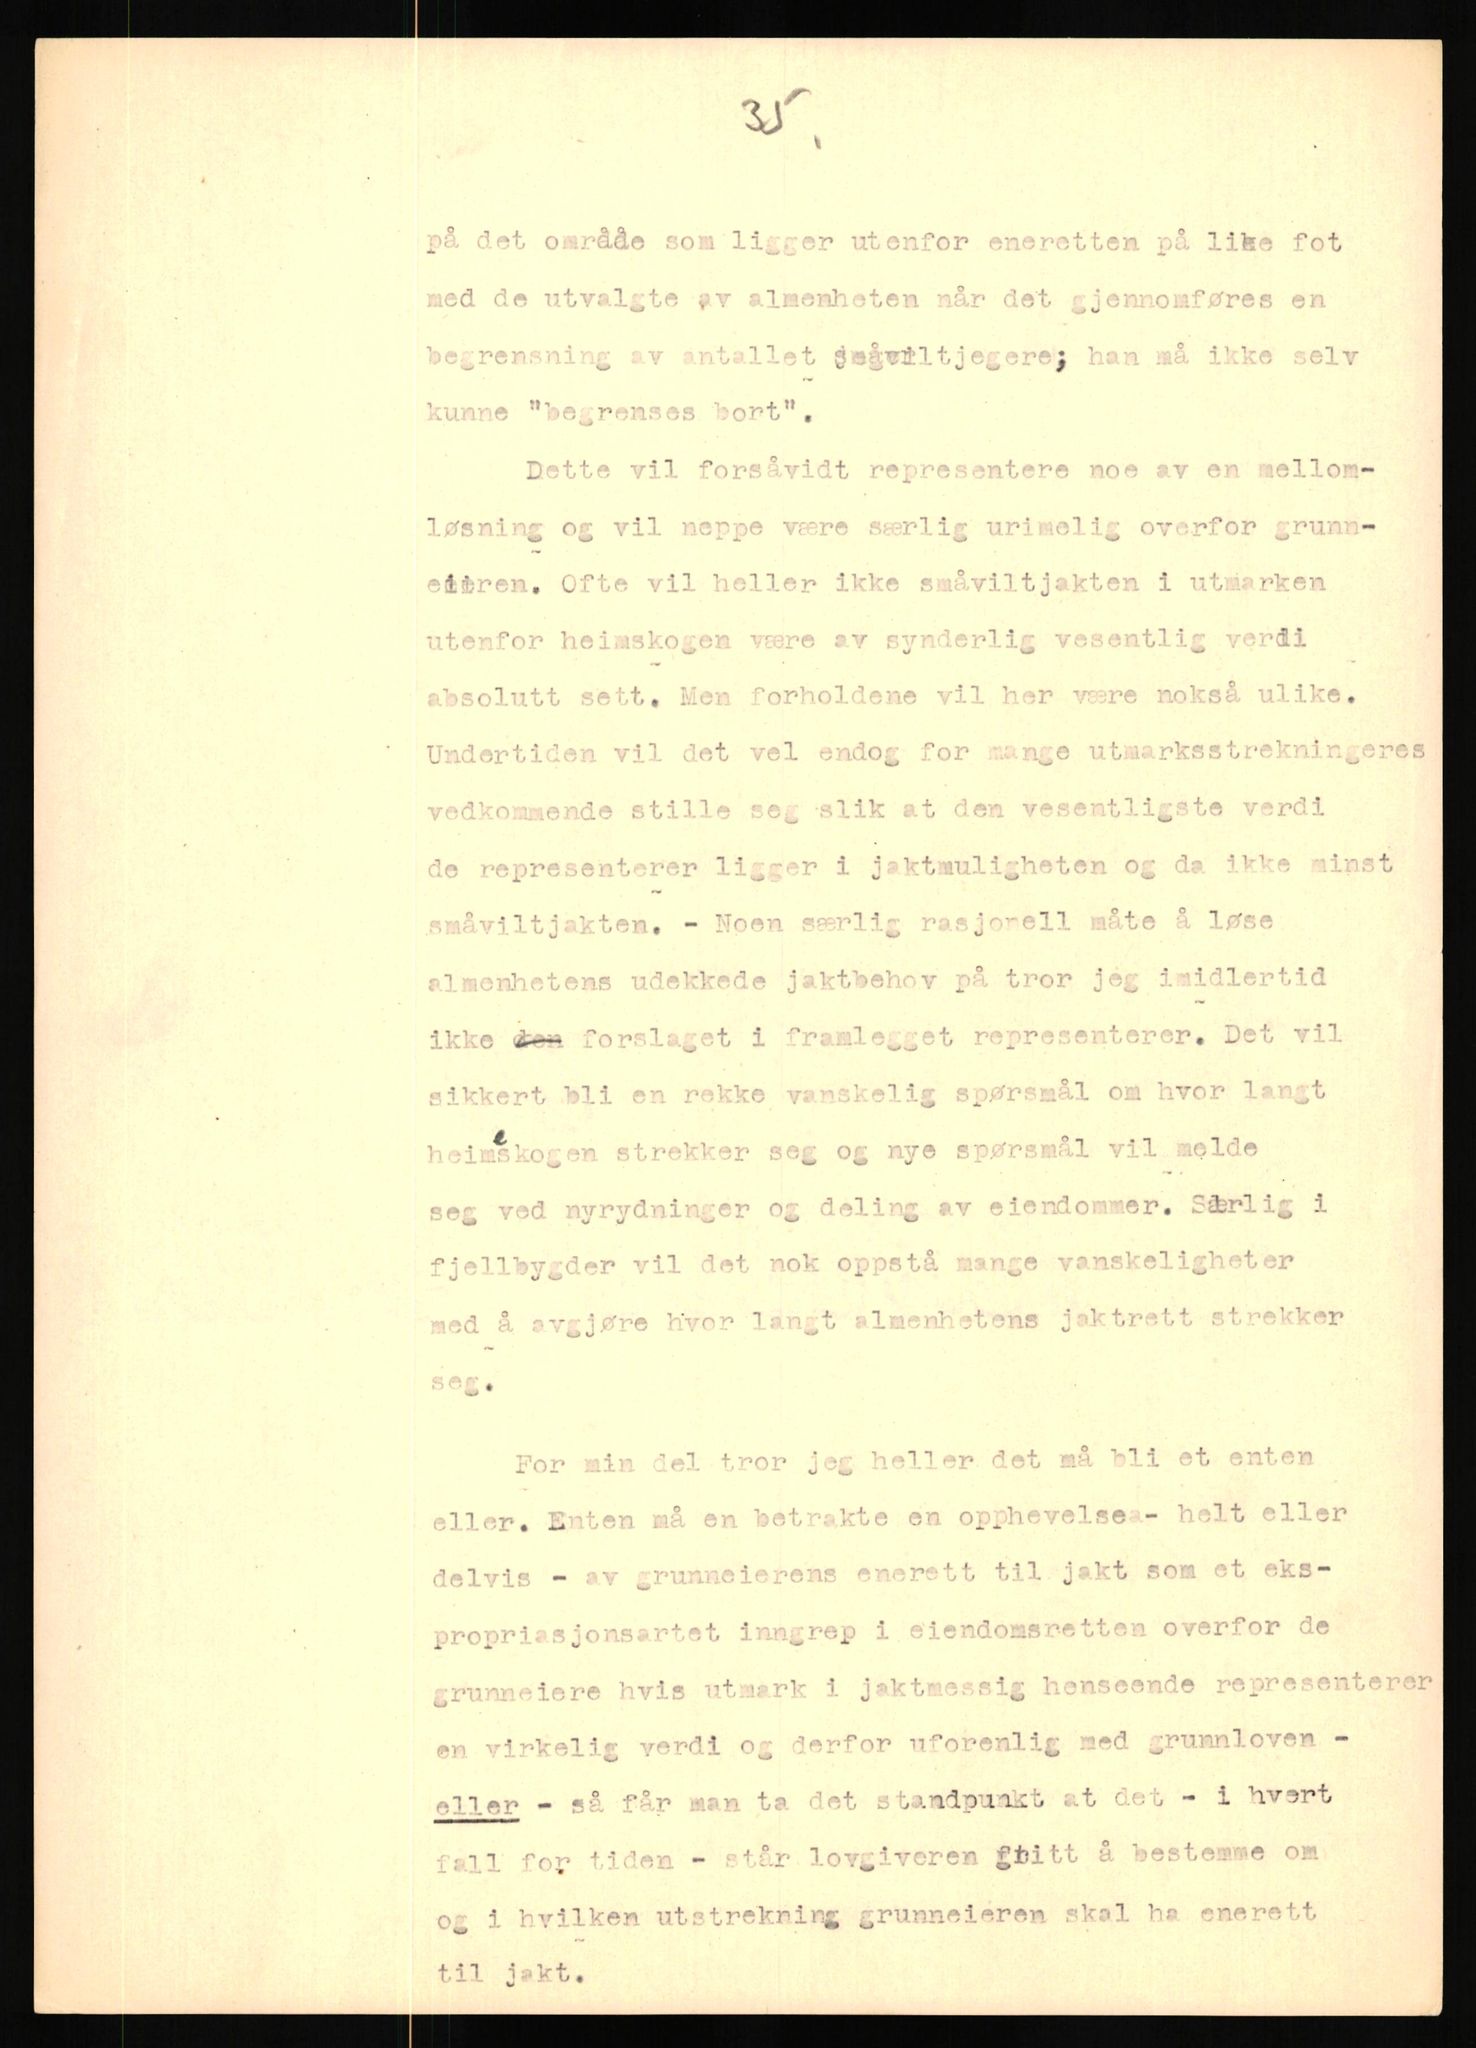 35.
på det område som ligger utenfor eneretten på like fot
med de utvalgte av almenheten når det gjennomføres en
begrensning av antallet småviltjegere; han må ikke selv
kunne "begrenses bort".
Dette vil forsåvidt representere noe av en mellom-
løsning og vil neppe være særlig urimelig overfor grunn-
eieren. Ofte vil heller ikke småviltjakten i utmarken
utenfor heimskogen være av synderlig vesentlig verdi
absolutt sett. Men forholdene vil her være nokså ulike.
Undertiden vil det vel endog for mange utmarksstrekningeres
vedkommende stille seg slik at den vesentligste verdi
de representerer ligger i jaktmuligheten og da ikke minst
småviltjakten. - Noen særlig rasjonell måte å løse
almenhetens udekkede jaktbehov på tror jeg imidlertid
ikke den forslaget i framlegget representerer. Det vil
sikkert bli en rekke vanskelig spørsmål om hvor langt
heimeskogen strekker seg og nye spørsmål vil melde
seg ved nyrydninger og deling av eiendommer. Særlig i
fjellbygder vil det nok oppstå mange vanskeligheter
med å avgjøre hvor langt almenhetens jaktrett strekker
seg.
For min del tror jeg heller det må bli et enten
eller. Enten må en betrakte en opphevelsea- helt eller
delvis - av grunneierens enerett til jakt som et eks-
propriasjonsartet inngrep i eiendomsretten overfor de
grunneiere hvis utmark i jaktmessig henseende representerer
en virkelig verdi og derfor uforenlig med grunnloven -
eller - så får man ta det standpunkt at det - i hvert
fall for tiden - står lovgiveren fritt å bestemme om
og i hvilken utstrekning grunneieren skal ha enerett
til jakt.